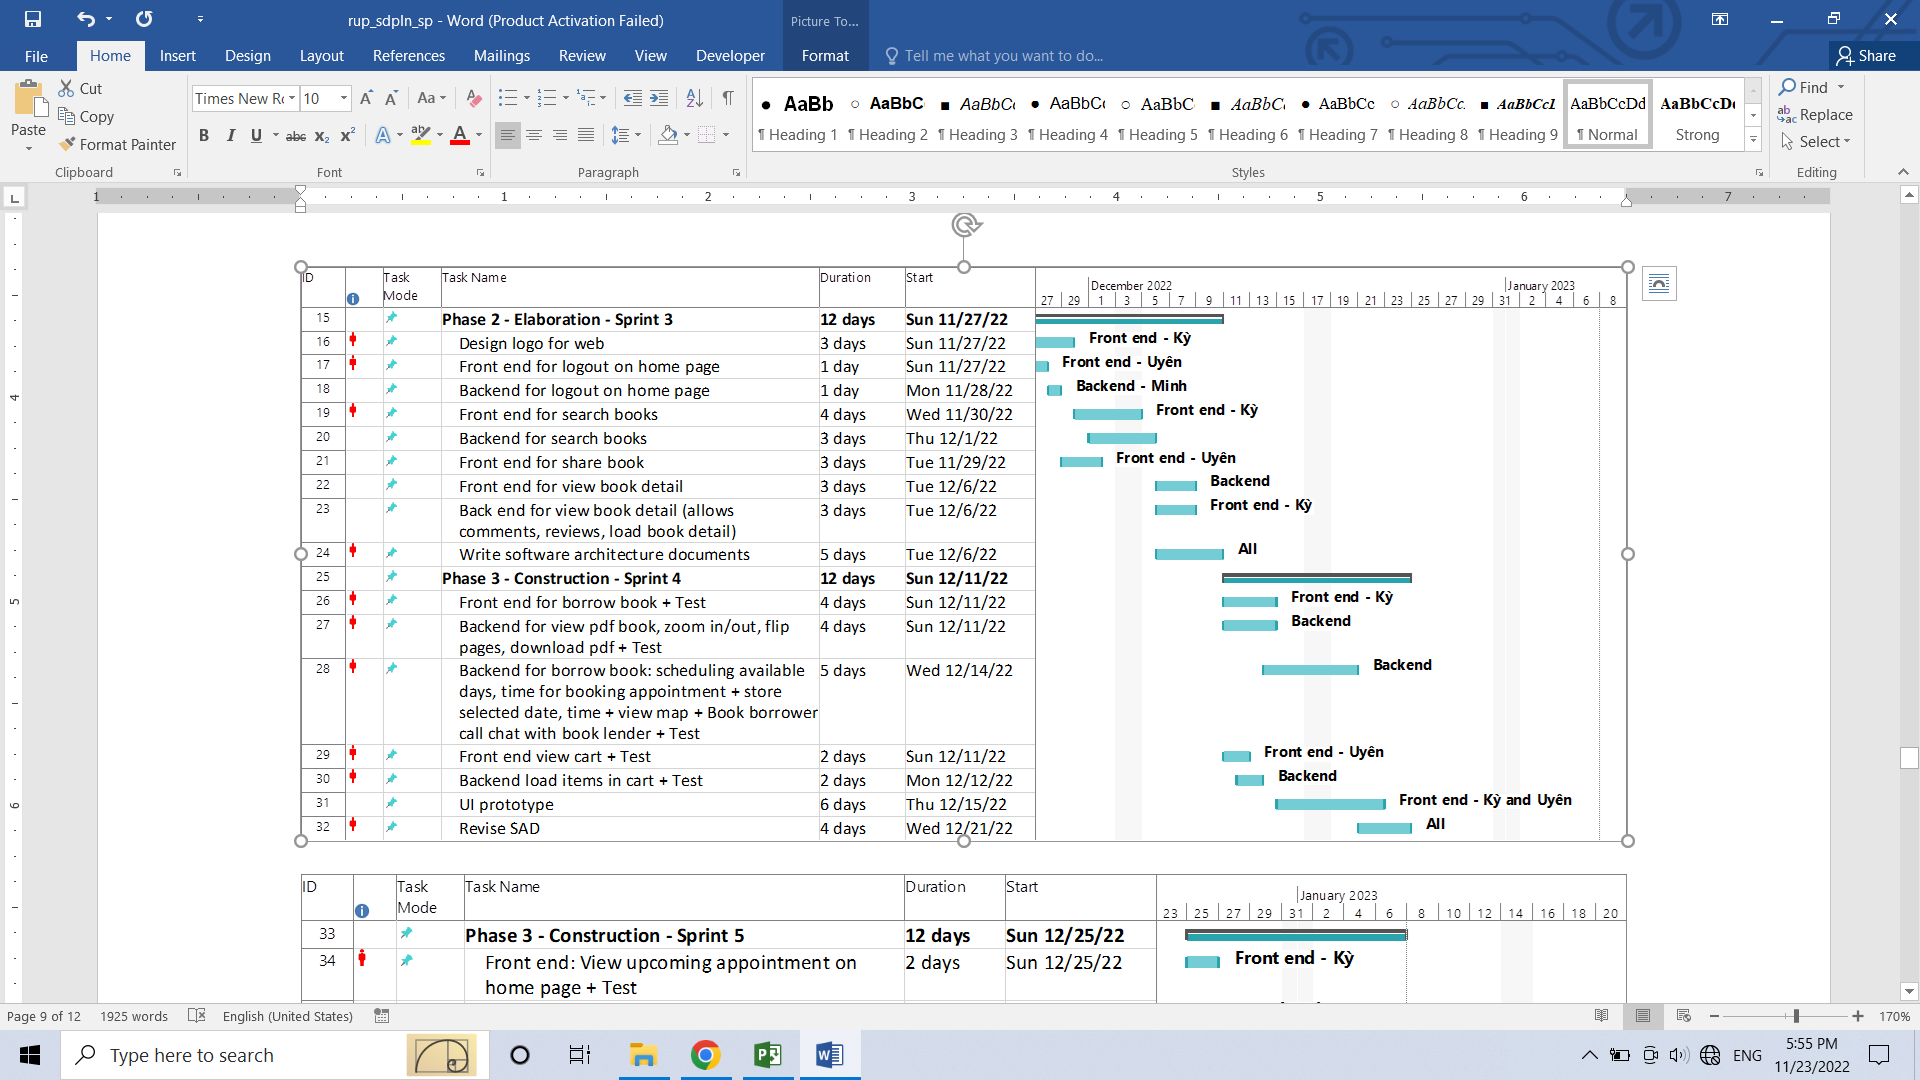 rup_sdpln_sp - Word (Product Activation Failed)
Picture To...
File Home Insert Design Layout References Mailings Review View Developer Format Tell me what you want to do... Share
Paste
Cut
Copy
Format Painter
Clipboard
Times New Ro 10
Font
Paragraph
AaBb AaBbC AaBbC AaBbC AaBbC AaBbC AaBbCc AaBbCc. AaBbCcI AaBbCcDd AaBbCcD
¶ Heading 1 ¶ Heading 2 ¶ Heading 3 ¶ Heading 4 ¶ Heading 5 ¶ Heading 6 ¶ Heading 7 ¶ Heading 8 ¶ Heading 9 ¶ Normal Strong
Styles
Find
Replace
Select
Editing
1 1 2 3 4 5 6 7
4
5
6
ID Task Mode Task Name Duration Start
December 2022 January 2023
27 29 1 3 5 7 9 11 13 15 17 19 21 23 25 27 29 31 2 4 6 8
15 Phase 2 - Elaboration - Sprint 3 12 days Sun 11/27/22
16 Design logo for web 3 days Sun 11/27/22 Front end - Kỳ
17 Front end for logout on home page 1 day Sun 11/27/22 Front end - Uyên
18 Backend for logout on home page 1 day Mon 11/28/22 Backend - Minh
19 Front end for search books 4 days Wed 11/30/22 Front end - Kỳ
20 Backend for search books 3 days Thu 12/1/22
21 Front end for share book 3 days Tue 11/29/22 Front end - Uyên
22 Front end for view book detail 3 days Tue 12/6/22 Backend
23 Back end for view book detail (allows 3 days Tue 12/6/22 Front end - Kỳ
comments, reviews, load book detail)
24 Write software architecture documents 5 days Tue 12/6/22 All
25 Phase 3 - Construction - Sprint 4 12 days Sun 12/11/22
26 Front end for borrow book + Test 4 days Sun 12/11/22 Front end - Kỳ
27 Backend for view pdf book, zoom in/out, flip 4 days Sun 12/11/22 Backend
pages, download pdf + Test
28 Backend for borrow book: scheduling available 5 days Wed 12/14/22 Backend
days, time for booking appointment + store
selected date, time + view map + Book borrower
call chat with book lender + Test
29 Front end view cart + Test 2 days Sun 12/11/22 Front end - Uyên
30 Backend load items in cart + Test 2 days Mon 12/12/22 Backend
31 UI prototype 6 days Thu 12/15/22 Front end - Kỳ and Uyên
32 Revise SAD 4 days Wed 12/21/22 All
ID Task Mode Task Name Duration Start
January 2023
23 25 27 29 31 2 4 6 8 10 12 14 16 18 20
33 Phase 3 - Construction - Sprint 5 12 days Sun 12/25/22
34 Front end: View upcoming appointment on 2 days Sun 12/25/22 Front end - Kỳ
home page + Test
Page 9 of 12 1925 words English (United States) 170%
Type here to search
ENG
5:55 PM
11/23/2022